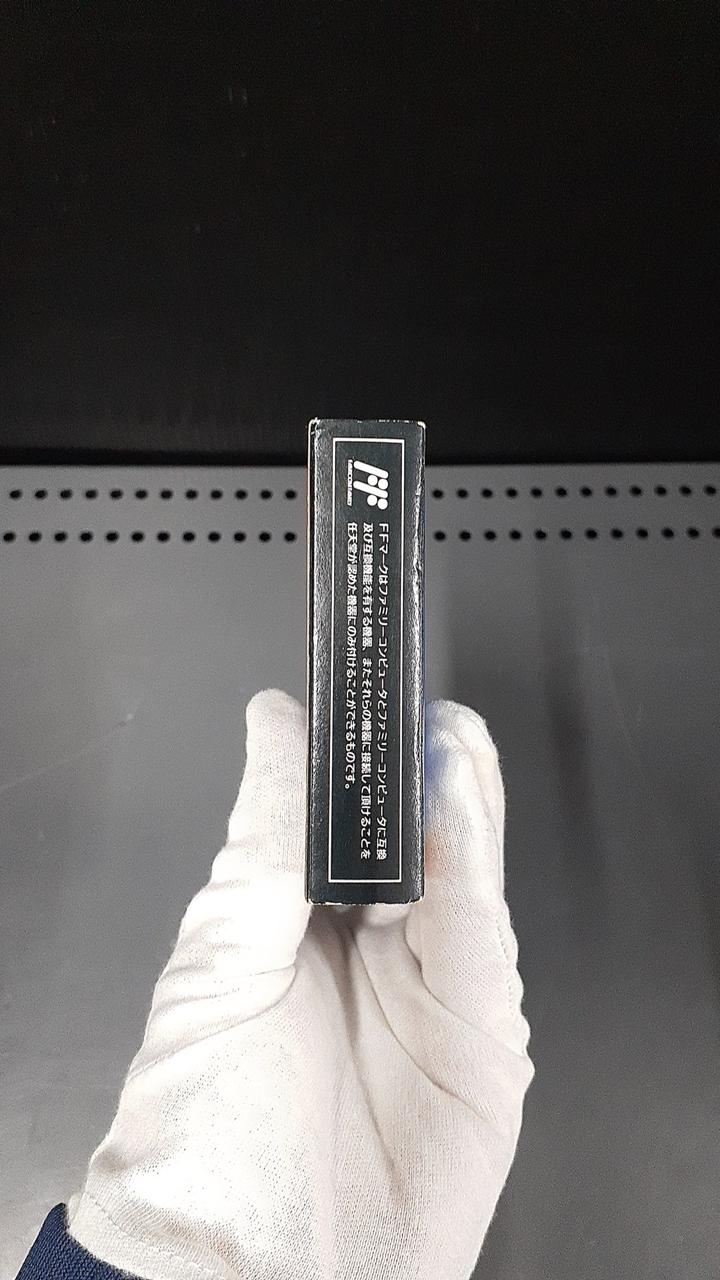 FFマークはファミリーコンピュータとファミリーコンピュータに互換
及び互換機能を有する機器、またそれらの機器に接続して頂けることを
任天堂が認めた機器にのみ付けることができるものです。